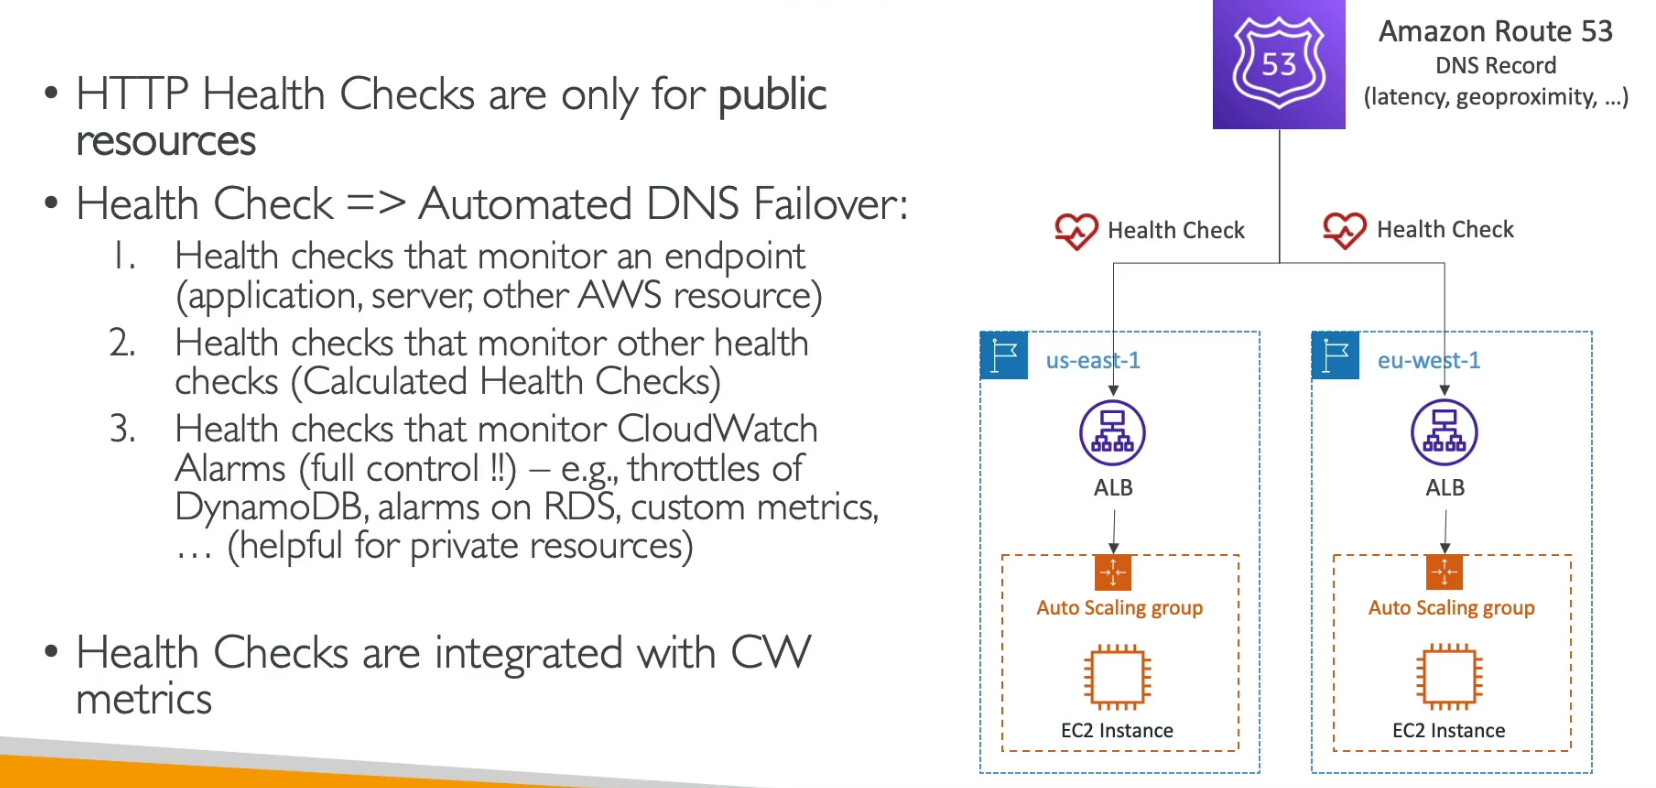 • HTTP Health Checks are only for public
resources
• Health Check => Automated DNS Failover:
1. Health checks that monitor an endpoint
(application, server, other AWS resource)
2. Health checks that monitor other health
checks (Calculated Health Checks)
3. Health checks that monitor CloudWatch
Alarms (full control !!) – e.g., throttles of
DynamoDB, alarms on RDS, custom metrics,
… (helpful for private resources)
• Health Checks are integrated with CW
metrics
53
Amazon Route 53
DNS Record
(latency, geoproximity, …)
Health Check
Health Check
us-east-1
ALB
Auto Scaling group
EC2 Instance
eu-west-1
ALB
Auto Scaling group
EC2 Instance